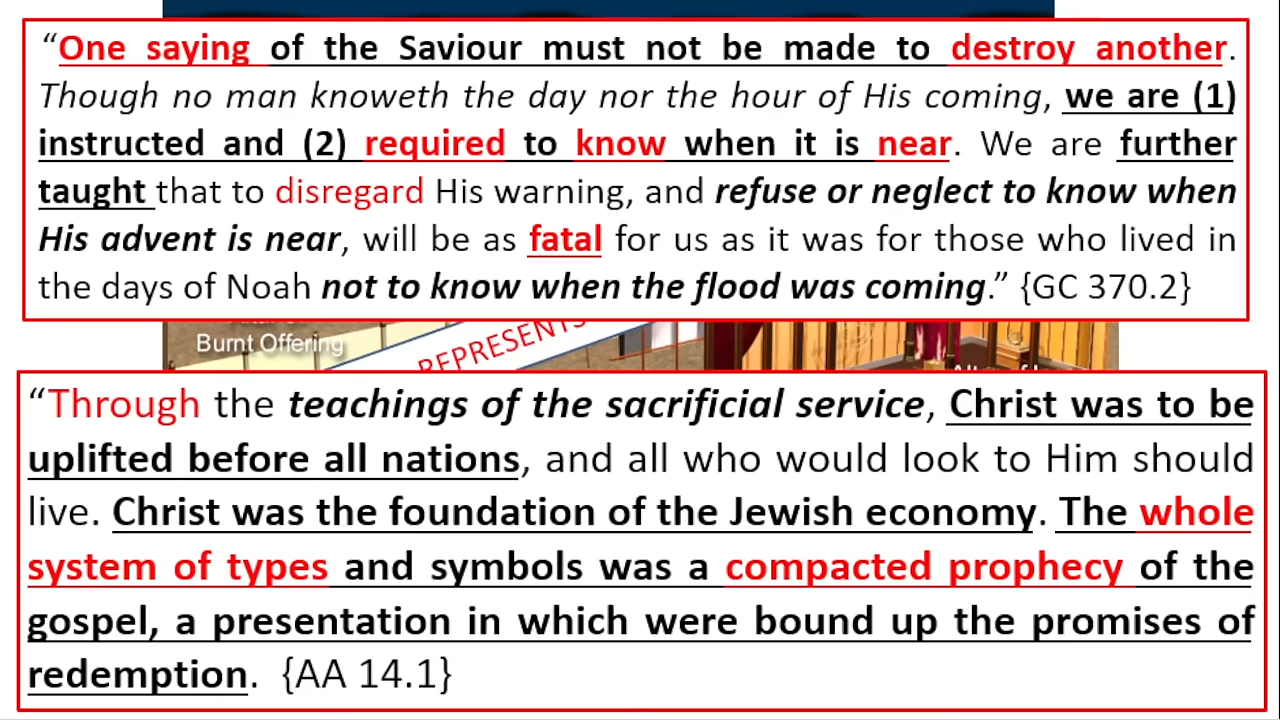 “One saying of the Saviour must not be made to destroy another.
Though no man knoweth the day nor the hour of His coming, we are (1)
instructed and (2) required to know when it is near. We are further
taught that to disregard His warning, and refuse or neglect to know when
His advent is near, will be as fatal for us as it was for those who lived in
the days of Noah not to know when the flood was coming.” {GC 370.2}
Burnt Offering
REPRESENTS
“Through the teachings of the sacrificial service, Christ was to be
uplifted before all nations, and all who would look to Him should
live. Christ was the foundation of the Jewish economy. The whole
system of types and symbols was a compacted prophecy of the
gospel, a presentation in which were bound up the promises of
redemption. {AA 14.1}